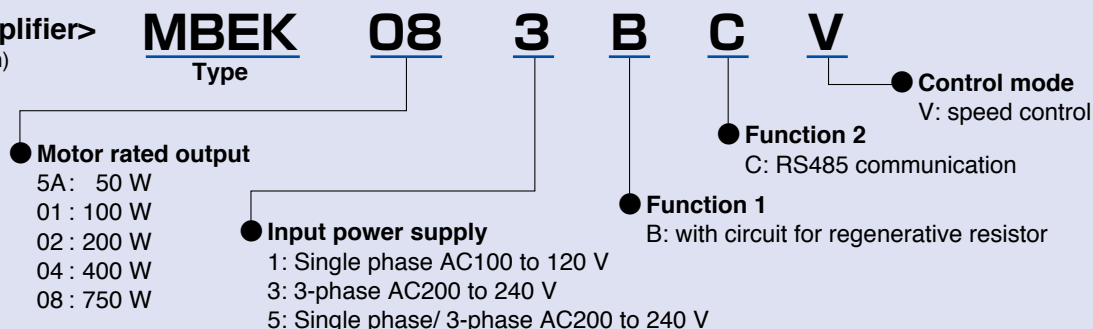 MBEK 08 3 B C V
Type
Control mode
V: speed control
Function 2
C: RS485 communication
Motor rated output
5A: 50 W
01 : 100 W
02 : 200 W
04 : 400 W
08 : 750 W
Function 1
B: with circuit for regenerative resistor
Input power supply
1: Single phase AC100 to 120 V
3: 3-phase AC200 to 240 V
5: Single phase/ 3-phase AC200 to 240 V